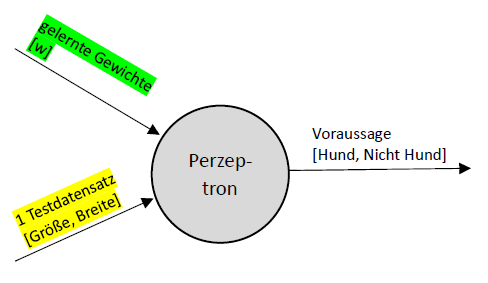 gelernte Gewichte
[w]
1 Testdatensatz
[Größe, Breite]
Perzep-
tron
Voraussage
[Hund, Nicht Hund]